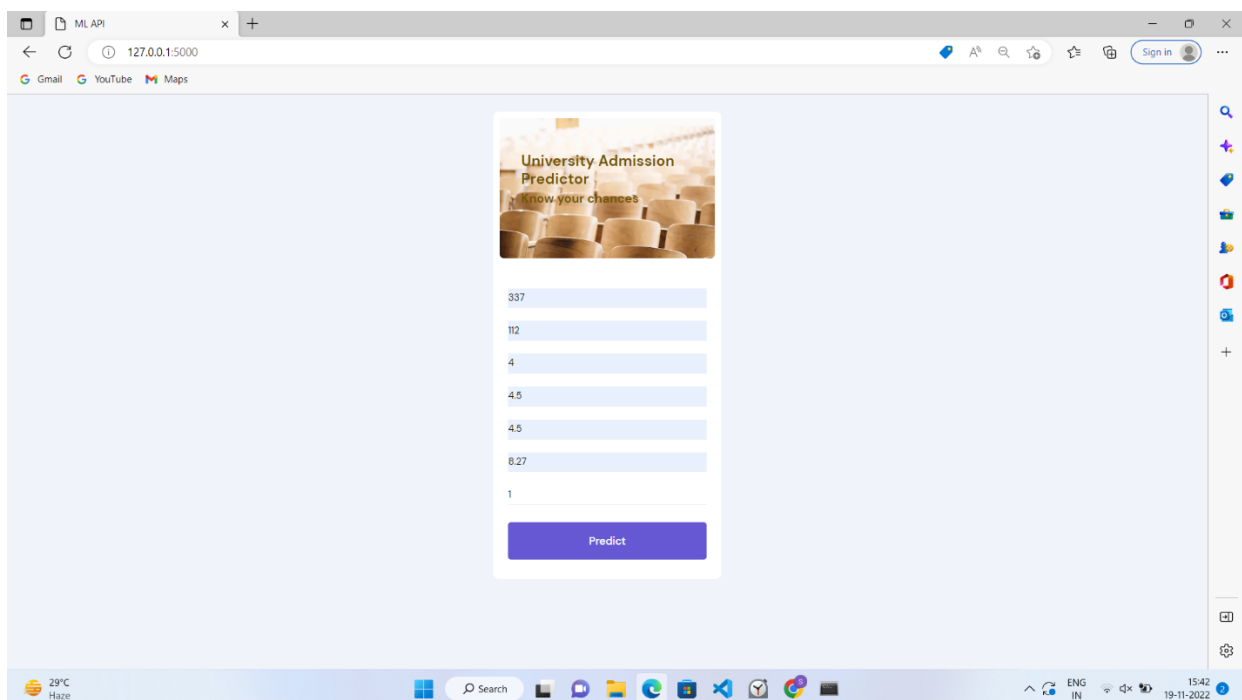 ML API
127.0.0.1:5000
Sign in
Gmail
YouTube
Maps
University Admission
Predictor
Know your chances
337
112
4
4.5
4.5
8.27
1
Predict
29°C
Haze
Search
ENG
IN
15:42
19-11-2022
2